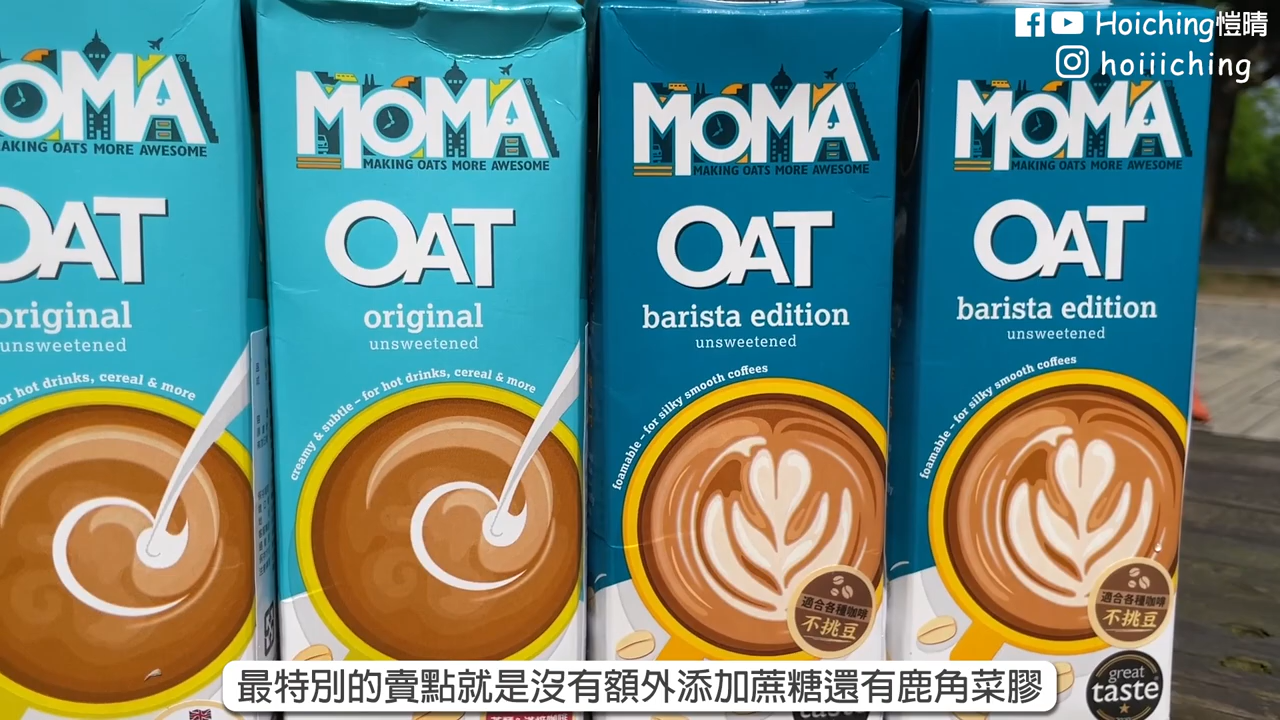 Hoiching愷晴
hoiiiching
MOMA
AKING OATS MORE AWESOME
OAT
original
unsweetened
or hot drinks, cereal & more
MOMA
MAKING OATS MORE AWESOME
OAT
original
unsweetened
creamy & subtle – for hot drinks, cereal & more
MOMA
MAKING OATS MORE AWESOME
OAT
barista edition
unsweetened
foamable – for silky smooth coffees
適合各種咖啡
不挑豆
MOMA
MAKING OATS MORE AWESOME
OAT
barista edition
unsweetened
foamable – for silky smooth coffees
適合各種咖啡
不挑豆
great
taste
最特別的賣點就是沒有額外添加蔗糖還有鹿角菜膠